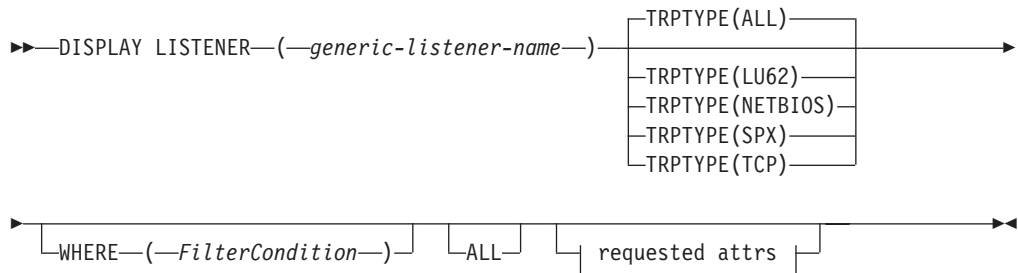 TRPTYPE(ALL)
DISPLAY LISTENER ( generic-listener-name )
TRPTYPE(LU62)
TRPTYPE(NETBIOS)
TRPTYPE(SPX)
TRPTYPE(TCP)
WHERE ( FilterCondition ) ALL requested attrs